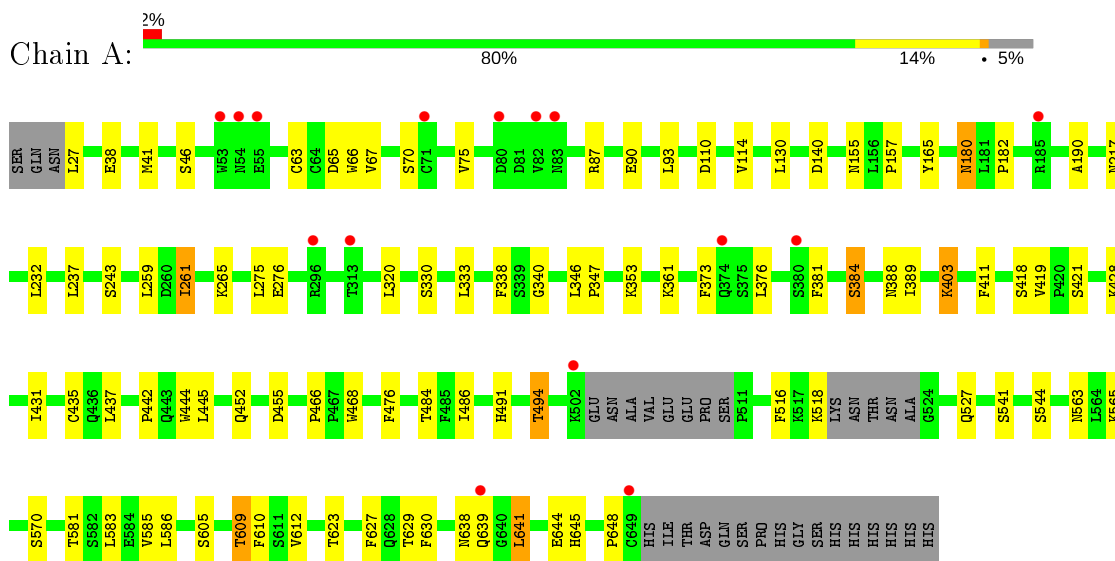 2%
Chain A:
80% 14% • 5%
SER GLN ASN L27 E38 M41 S46 W53 N54 E55 C63 C64 D65 W66 V67 S70 C71 V75 D80 D81 V82 N83 R87 E90 L93 D110 V114 L130 D140 N155 L156 P157 Y165 N180 L181 P182 R185 A190 N217
L232 L237 S243 L259 D260 I261 K265 L275 E276 R296 T313 L320 S330 L333 F338 S339 G340 L346 P347 K353 K361 F373 Q374 S375 L376 S380 F381 S384 N388 I389 K403 F411 S418 V419 P420 S421 K428
I431 C435 Q436 L437 P442 Q443 W444 L445 Q452 D455 P466 P467 W468 F476 T484 F485 I486 H491 T494 K502 GLU ASN ALA VAL GLU GLU PRO SER P511 F516 K517 K518 LYS ASN THR ASN ALA G524 Q527 S541 S544 N563 L564 K565
S570 T581 S582 L583 E584 V585 L586 S605 T609 F610 S611 V612 T623 F627 Q628 T629 F630 N638 Q639 G640 L641 E644 H645 P648 C649 HIS ILE THR ASP GLN SER PRO HIS GLY SER HIS HIS HIS HIS HIS HIS